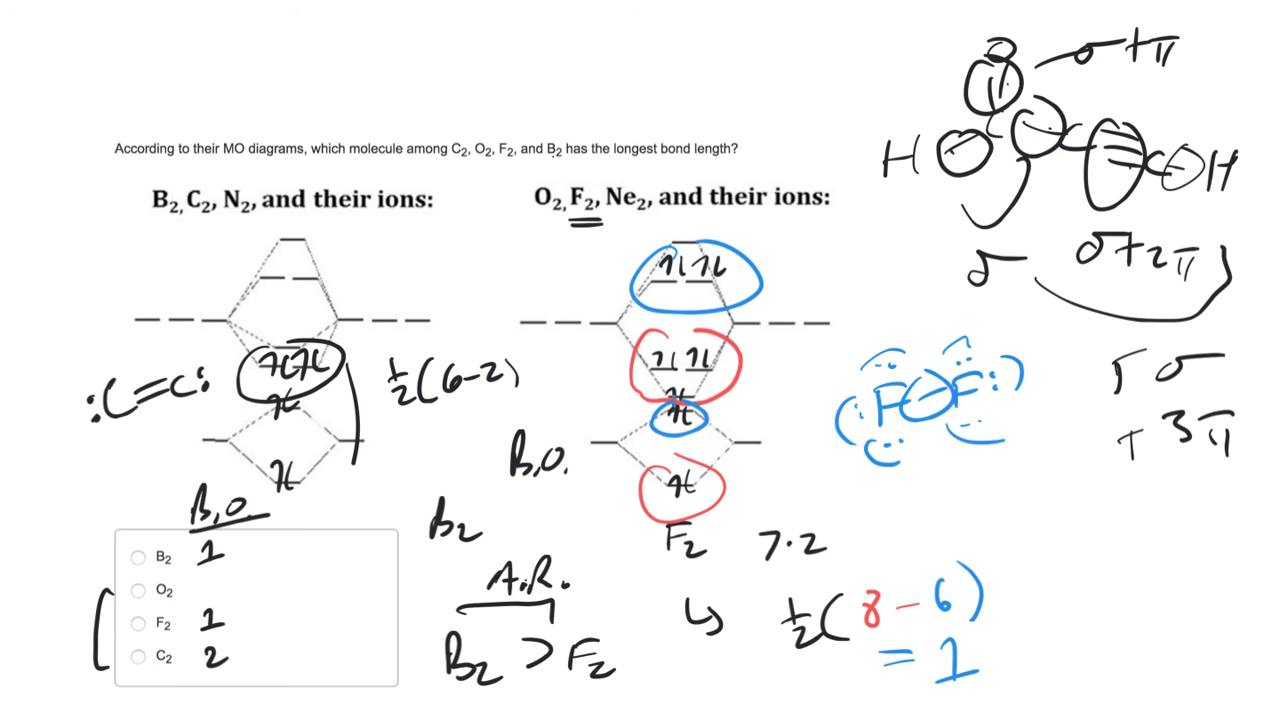 According to their MO diagrams, which molecule among C₂, O₂, F₂, and B₂ has the longest bond length?
B₂, C₂, N₂, and their ions:
O₂, F₂, Ne₂, and their ions:
O
σ+π
H C C≡C H
σ
σ+2π
5 σ
+ 3π
:C=C:
½(6-2)
B.O.
:F-F:
B.O.
B₂ 1
O₂
F₂ 1
C₂ 2
B₂
A.R.
B₂ > F₂
F₂ 7·2
↳ ½(8-6)
= 1